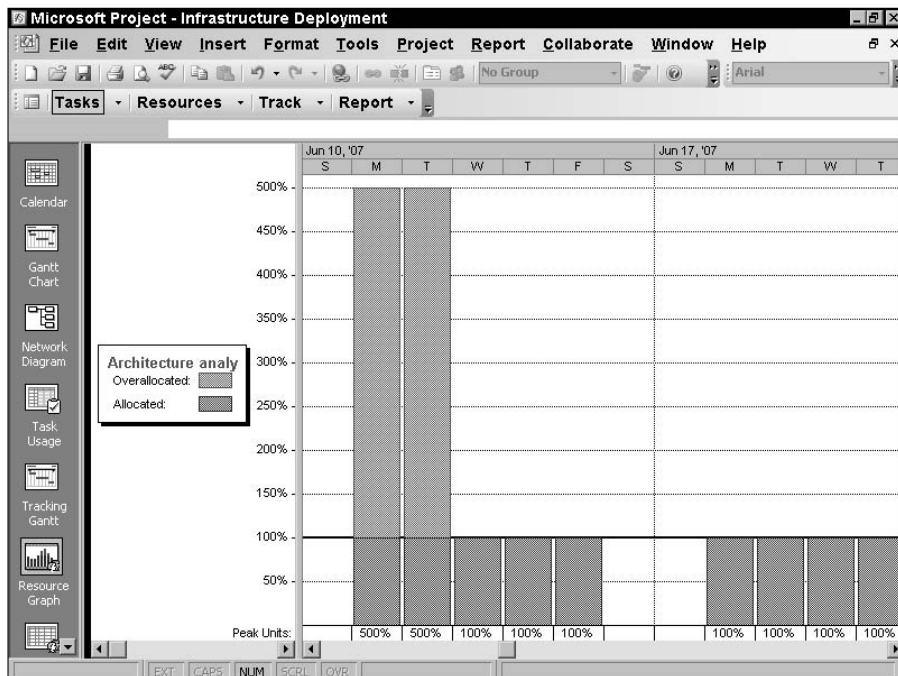 Microsoft Project - Infrastructure Deployment
File Edit View Insert Format Tools Project Report Collaborate Window Help
No Group Arial
Tasks Resources Track Report
Jun 10, '07 Jun 17, '07
S M T W T F S S M T W T
Calendar
Gantt
Chart
Network
Diagram
Task
Usage
Tracking
Gantt
Resource
Graph
500%
450%
400%
350%
300%
250%
200%
150%
100%
50%
Architecture analy
Overallocated:
Allocated:
Peak Units: 500% 500% 100% 100% 100% 100% 100% 100% 100%
EXT CAPS NUM SCRL OVR